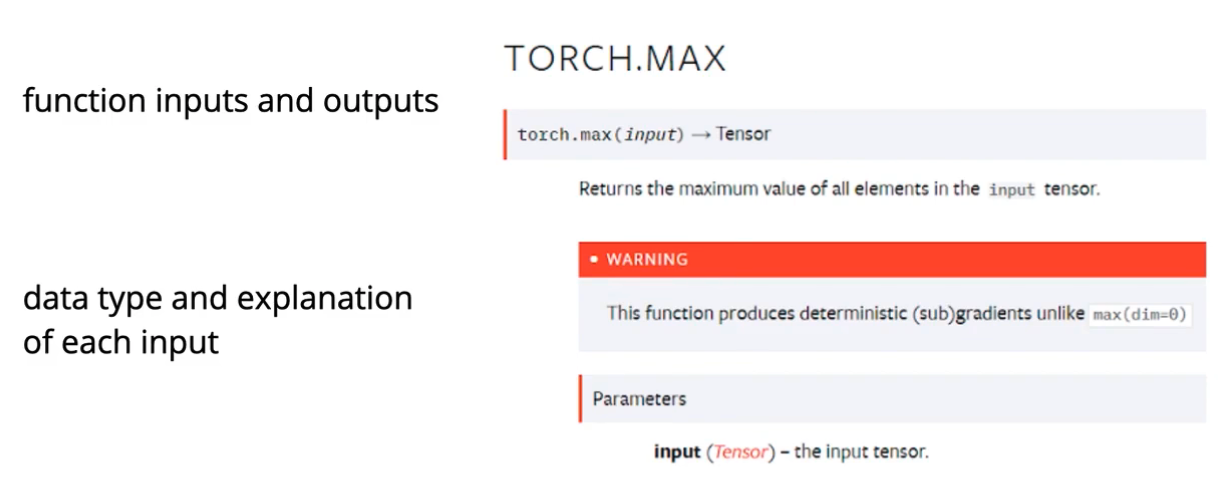 TORCH.MAX
function inputs and outputs
torch.max(input) → Tensor
Returns the maximum value of all elements in the input tensor.
• WARNING
data type and explanation
of each input
This function produces deterministic (sub)gradients unlike max(dim=0)
Parameters
input (Tensor) – the input tensor.